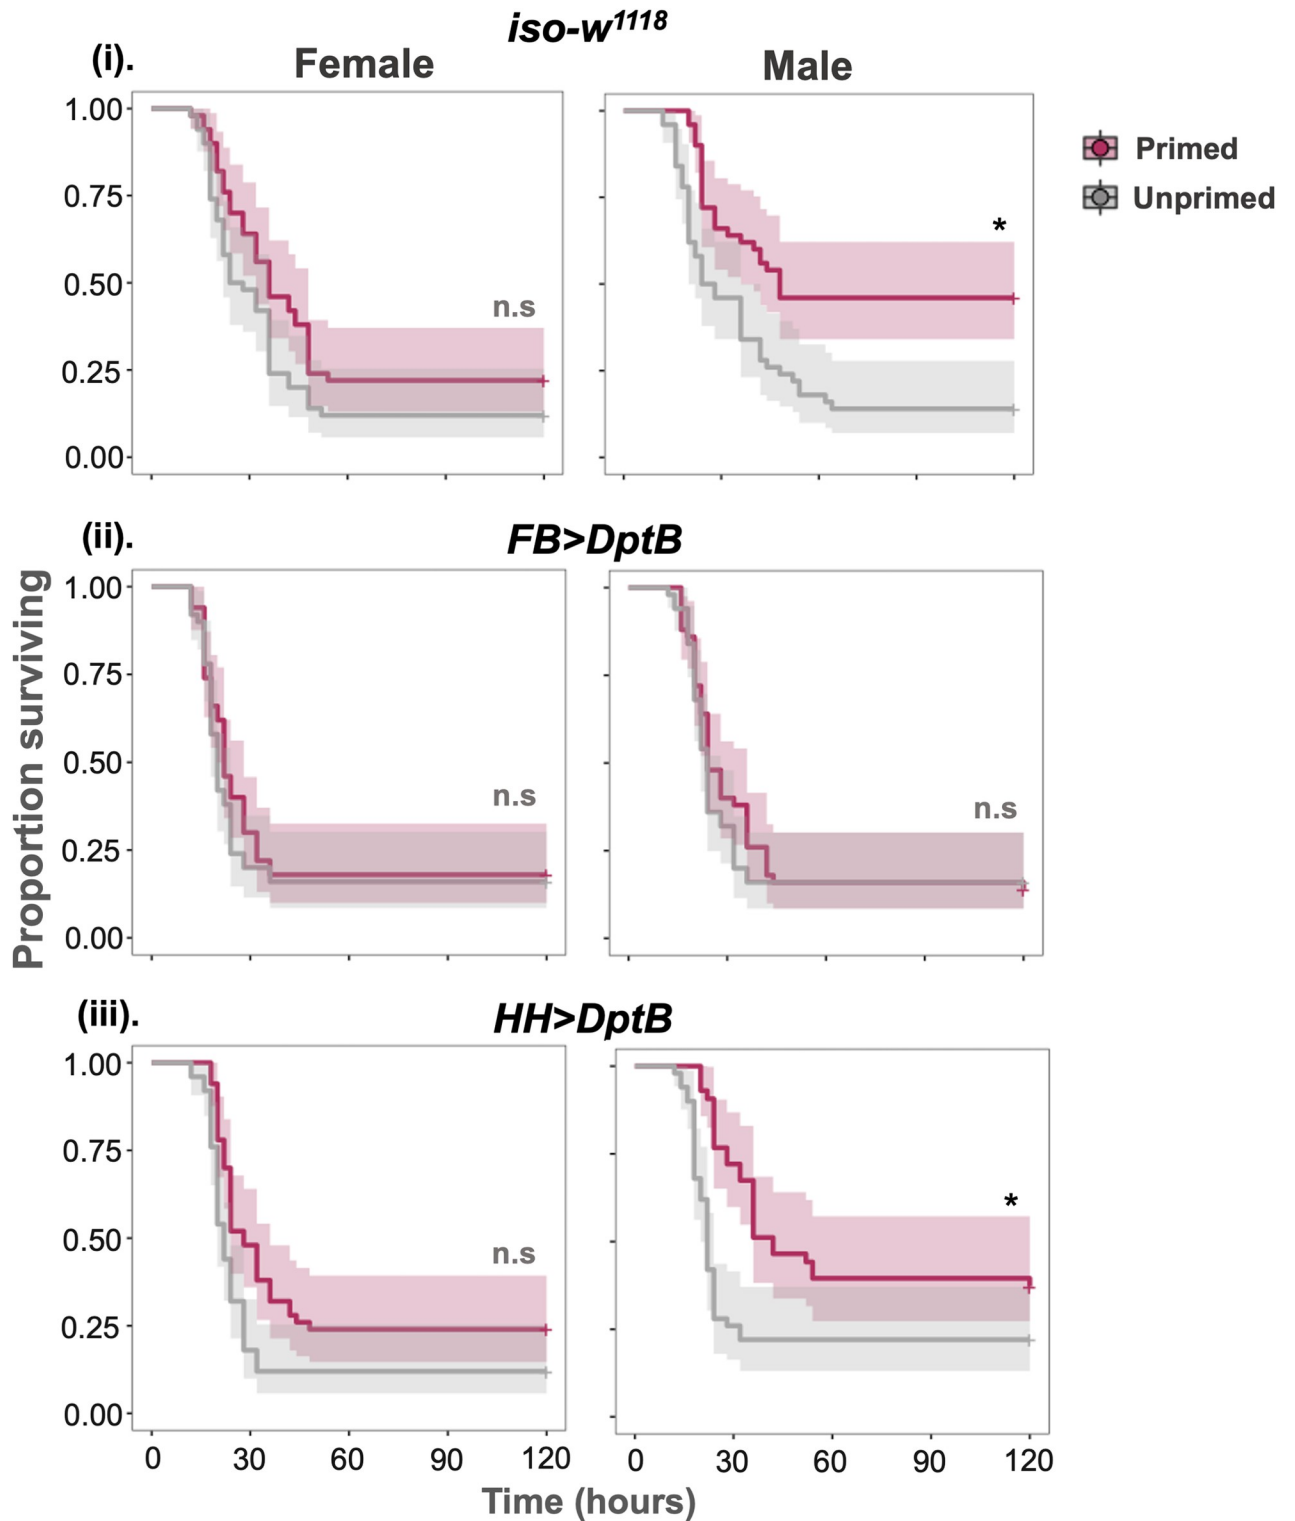 iso-w1118
(i).
Female
Male
1.00
0.75
0.50
0.25
0.00
n.s
*
Primed
Unprimed
(ii).
FB>DptB
Proportion surviving
1.00
0.75
0.50
0.25
0.00
n.s
n.s
(iii).
HH>DptB
1.00
0.75
0.50
0.25
0.00
n.s
*
0 30 60 90 120
0 30 60 90 120
Time (hours)